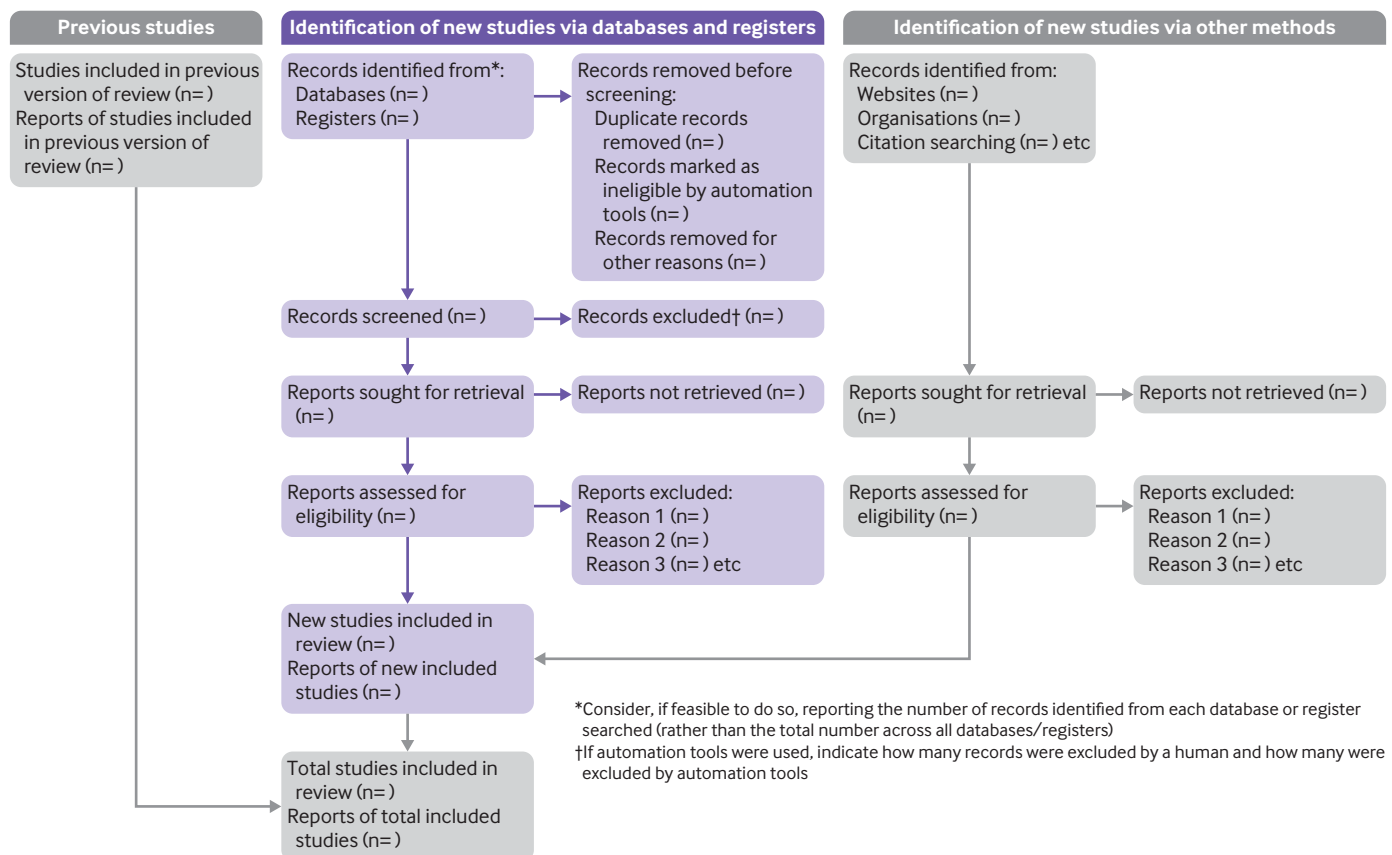 Previous studies
Studies included in previous
version of review (n= )
Reports of studies included
in previous version of
review (n= )
Identification of new studies via databases and registers
Records identified from*:
Databases (n= )
Registers (n= )
Records removed before
screening:
Duplicate records
removed (n= )
Records marked as
ineligible by automation
tools (n= )
Records removed for
other reasons (n= )
Records screened (n= )
Records excluded† (n= )
Reports sought for retrieval
(n= )
Reports not retrieved (n= )
Reports assessed for
eligibility (n= )
Reports excluded:
Reason 1 (n= )
Reason 2 (n= )
Reason 3 (n= ) etc
New studies included in
review (n= )
Reports of new included
studies (n= )
Total studies included in
review (n= )
Reports of total included
studies (n= )
Identification of new studies via other methods
Records identified from:
Websites (n= )
Organisations (n= )
Citation searching (n= ) etc
Reports sought for retrieval
(n= )
Reports not retrieved (n= )
Reports assessed for
eligibility (n= )
Reports excluded:
Reason 1 (n= )
Reason 2 (n= )
Reason 3 (n= ) etc
*Consider, if feasible to do so, reporting the number of records identified from each database or register
searched (rather than the total number across all databases/registers)
†If automation tools were used, indicate how many records were excluded by a human and how many were
excluded by automation tools